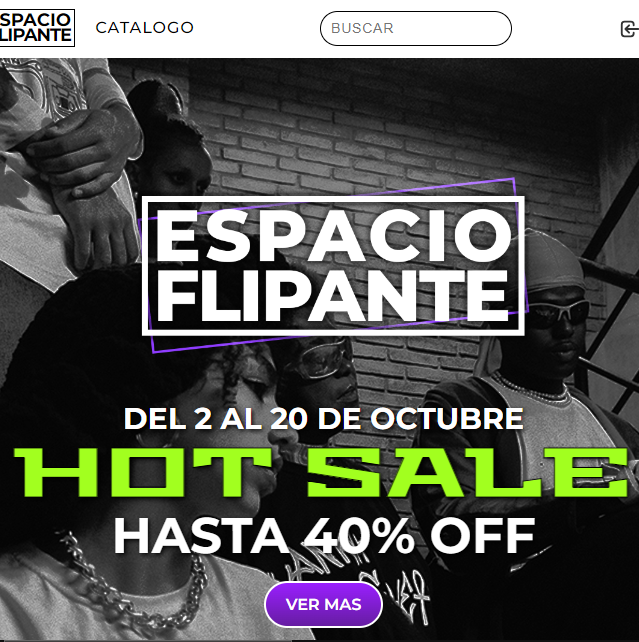 SPACIO
LIPANTE
CATALOGO
BUSCAR
ESPACIO
FLIPANTE
DEL 2 AL 20 DE OCTUBRE
HOT SALE
HASTA 40% OFF
VER MAS